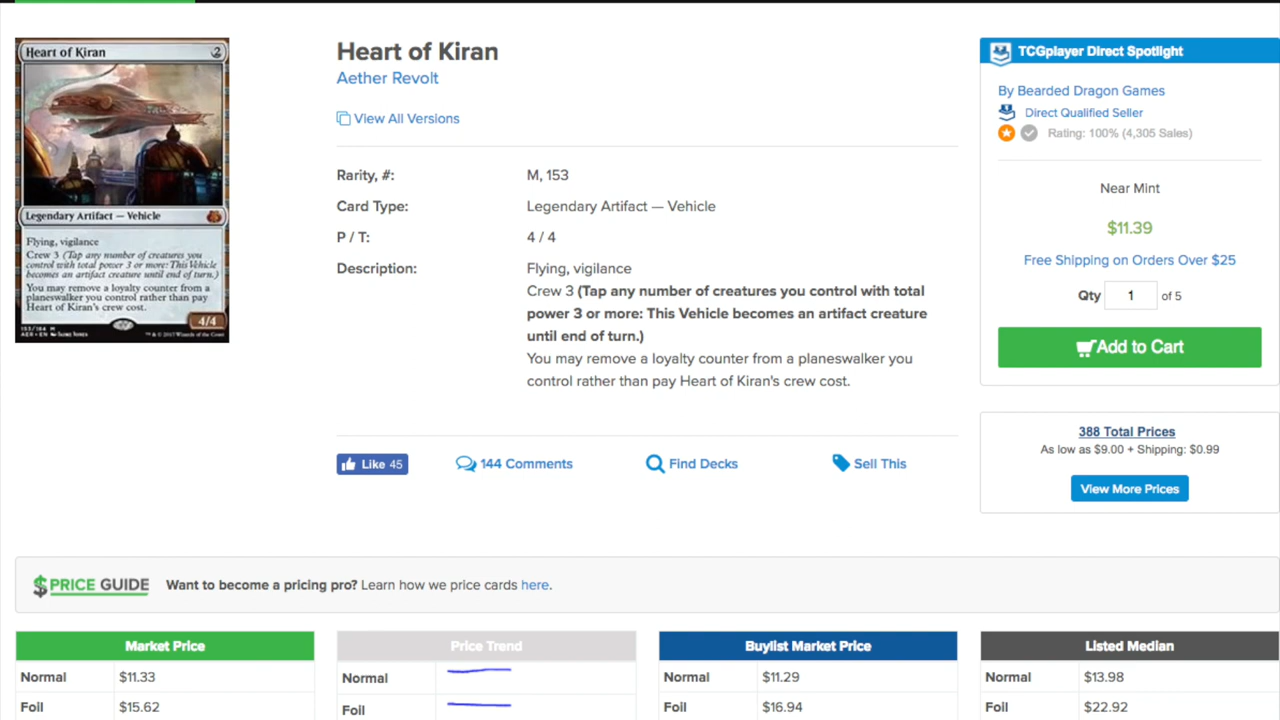 Heart of Kiran 2
Legendary Artifact — Vehicle
Flying, vigilance
Crew 3 (Tap any number of creatures you
control with total power 3 or more: This Vehicle
becomes an artifact creature until end of turn.)
You may remove a loyalty counter from a
planeswalker you control rather than pay
Heart of Kiran's crew cost.
4/4
Heart of Kiran
Aether Revolt
View All Versions
Rarity, #: M, 153
Card Type: Legendary Artifact — Vehicle
P / T: 4 / 4
Description: Flying, vigilance
Crew 3 (Tap any number of creatures you control with total
power 3 or more: This Vehicle becomes an artifact creature
until end of turn.)
You may remove a loyalty counter from a planeswalker you
control rather than pay Heart of Kiran's crew cost.
Like 45 144 Comments Find Decks Sell This
TCGplayer Direct Spotlight
By Bearded Dragon Games
Direct Qualified Seller
Rating: 100% (4,305 Sales)
Near Mint
$11.39
Free Shipping on Orders Over $25
Qty 1 of 5
Add to Cart
388 Total Prices
As low as $9.00 + Shipping: $0.99
View More Prices
$PRICE GUIDE Want to become a pricing pro? Learn how we price cards here.
Market Price Price Trend Buylist Market Price Listed Median
Normal $11.33 Normal Normal $11.29 Normal $13.98
Foil $15.62 Foil Foil $16.94 Foil $22.92